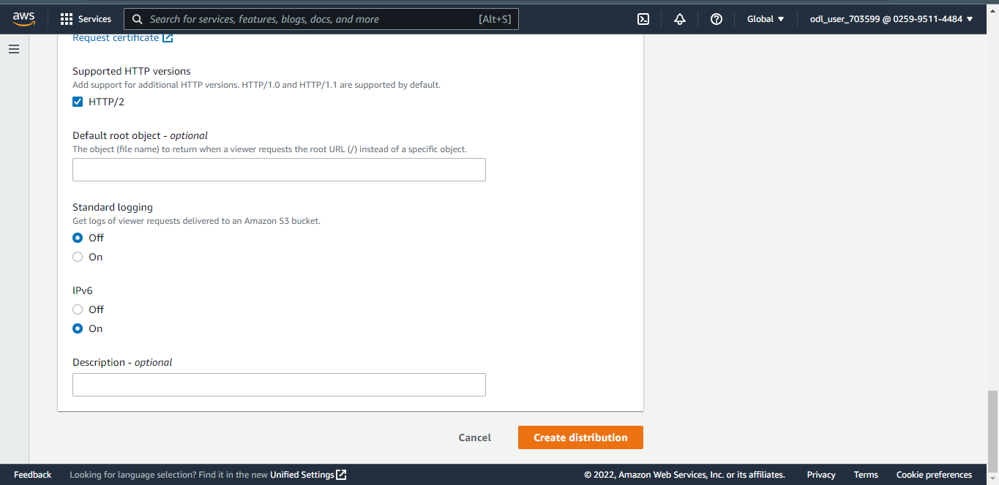 aws
Services
Search for services, features, blogs, docs, and more
[Alt+S]
Global
odl_user_703599 @ 0259-9511-4484
Request certificate
Supported HTTP versions
Add support for additional HTTP versions. HTTP/1.0 and HTTP/1.1 are supported by default.
HTTP/2
Default root object - optional
The object (file name) to return when a viewer requests the root URL (/) instead of a specific object.
Standard logging
Get logs of viewer requests delivered to an Amazon S3 bucket.
Off
On
IPv6
Off
On
Description - optional
Cancel
Create distribution
Feedback
Looking for language selection? Find it in the new Unified Settings
© 2022, Amazon Web Services, Inc. or its affiliates.
Privacy
Terms
Cookie preferences